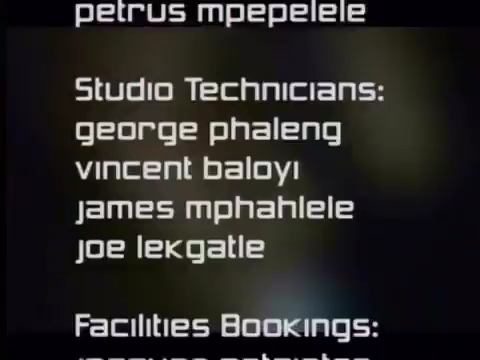 petrus mpepelele
Studio Technicians:
george phaleng
vincent baloyi
james mphahlele
joe lekgatle
Facilities Bookings: